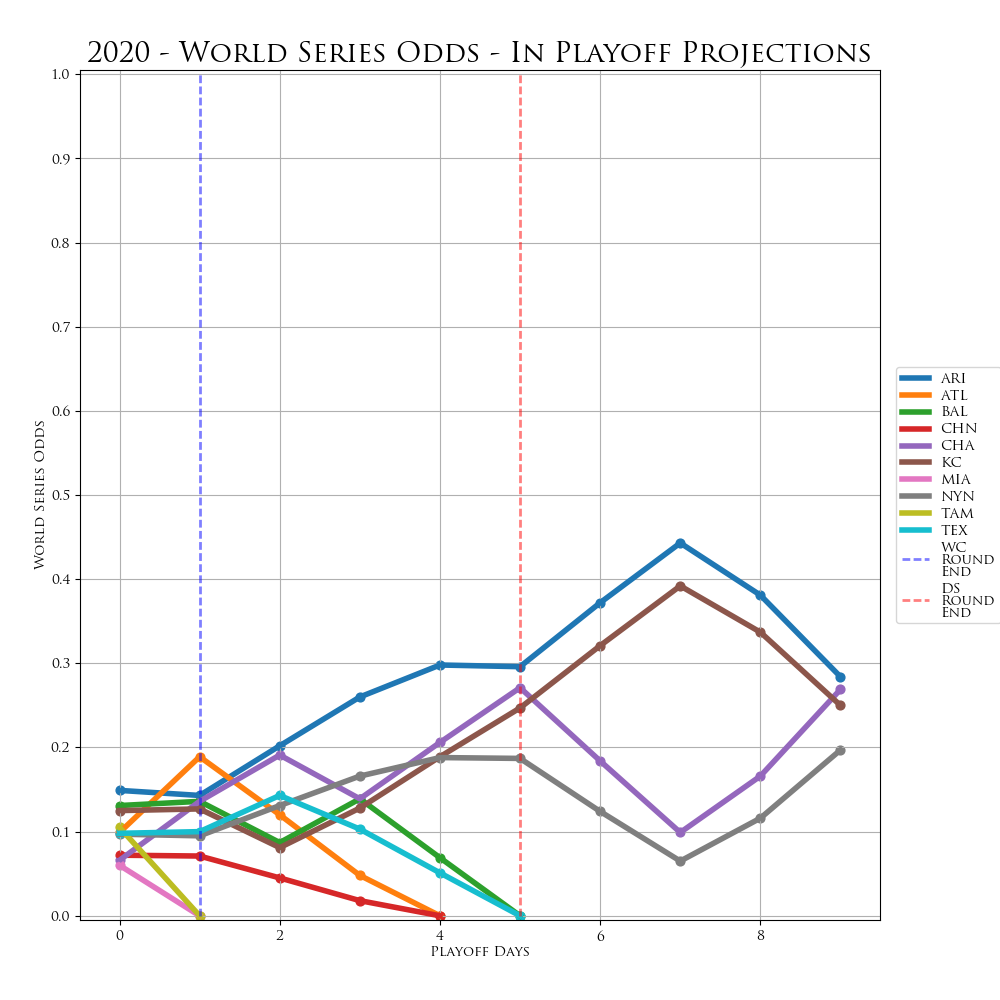 2020 - World Series Odds - In Playoff Projections
1.0
0.9
0.8
0.7
0.6
0.5
0.4
0.3
0.2
0.1
0.0
World Series Odds
0 2 4 6 8
Playoff Days
ARI
ATL
BAL
CHN
CHA
KC
MIA
NYN
TAM
TEX
WC
Round
End
DS
Round
End